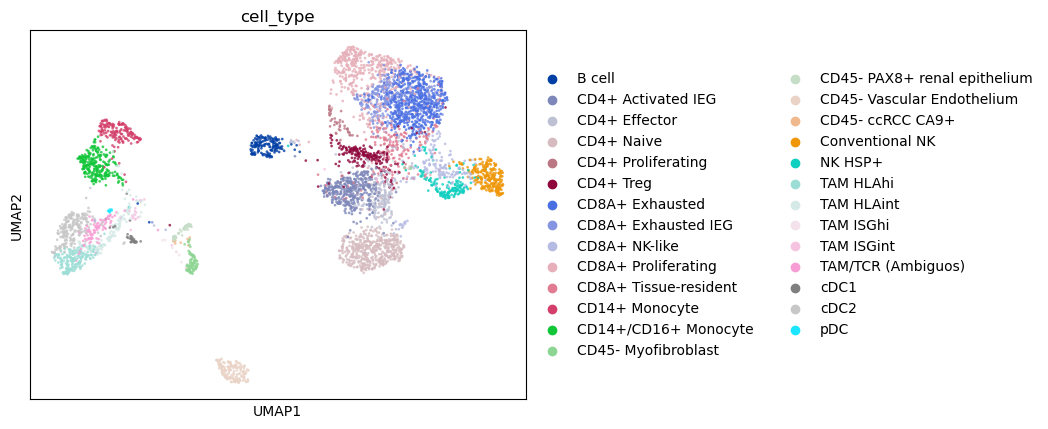 cell_type
UMAP2
UMAP1
B cell
CD4+ Activated IEG
CD4+ Effector
CD4+ Naive
CD4+ Proliferating
CD4+ Treg
CD8A+ Exhausted
CD8A+ Exhausted IEG
CD8A+ NK-like
CD8A+ Proliferating
CD8A+ Tissue-resident
CD14+ Monocyte
CD14+/CD16+ Monocyte
CD45- Myofibroblast
CD45- PAX8+ renal epithelium
CD45- Vascular Endothelium
CD45- ccRCC CA9+
Conventional NK
NK HSP+
TAM HLAhi
TAM HLAint
TAM ISGhi
TAM ISGint
TAM/TCR (Ambiguos)
cDC1
cDC2
pDC